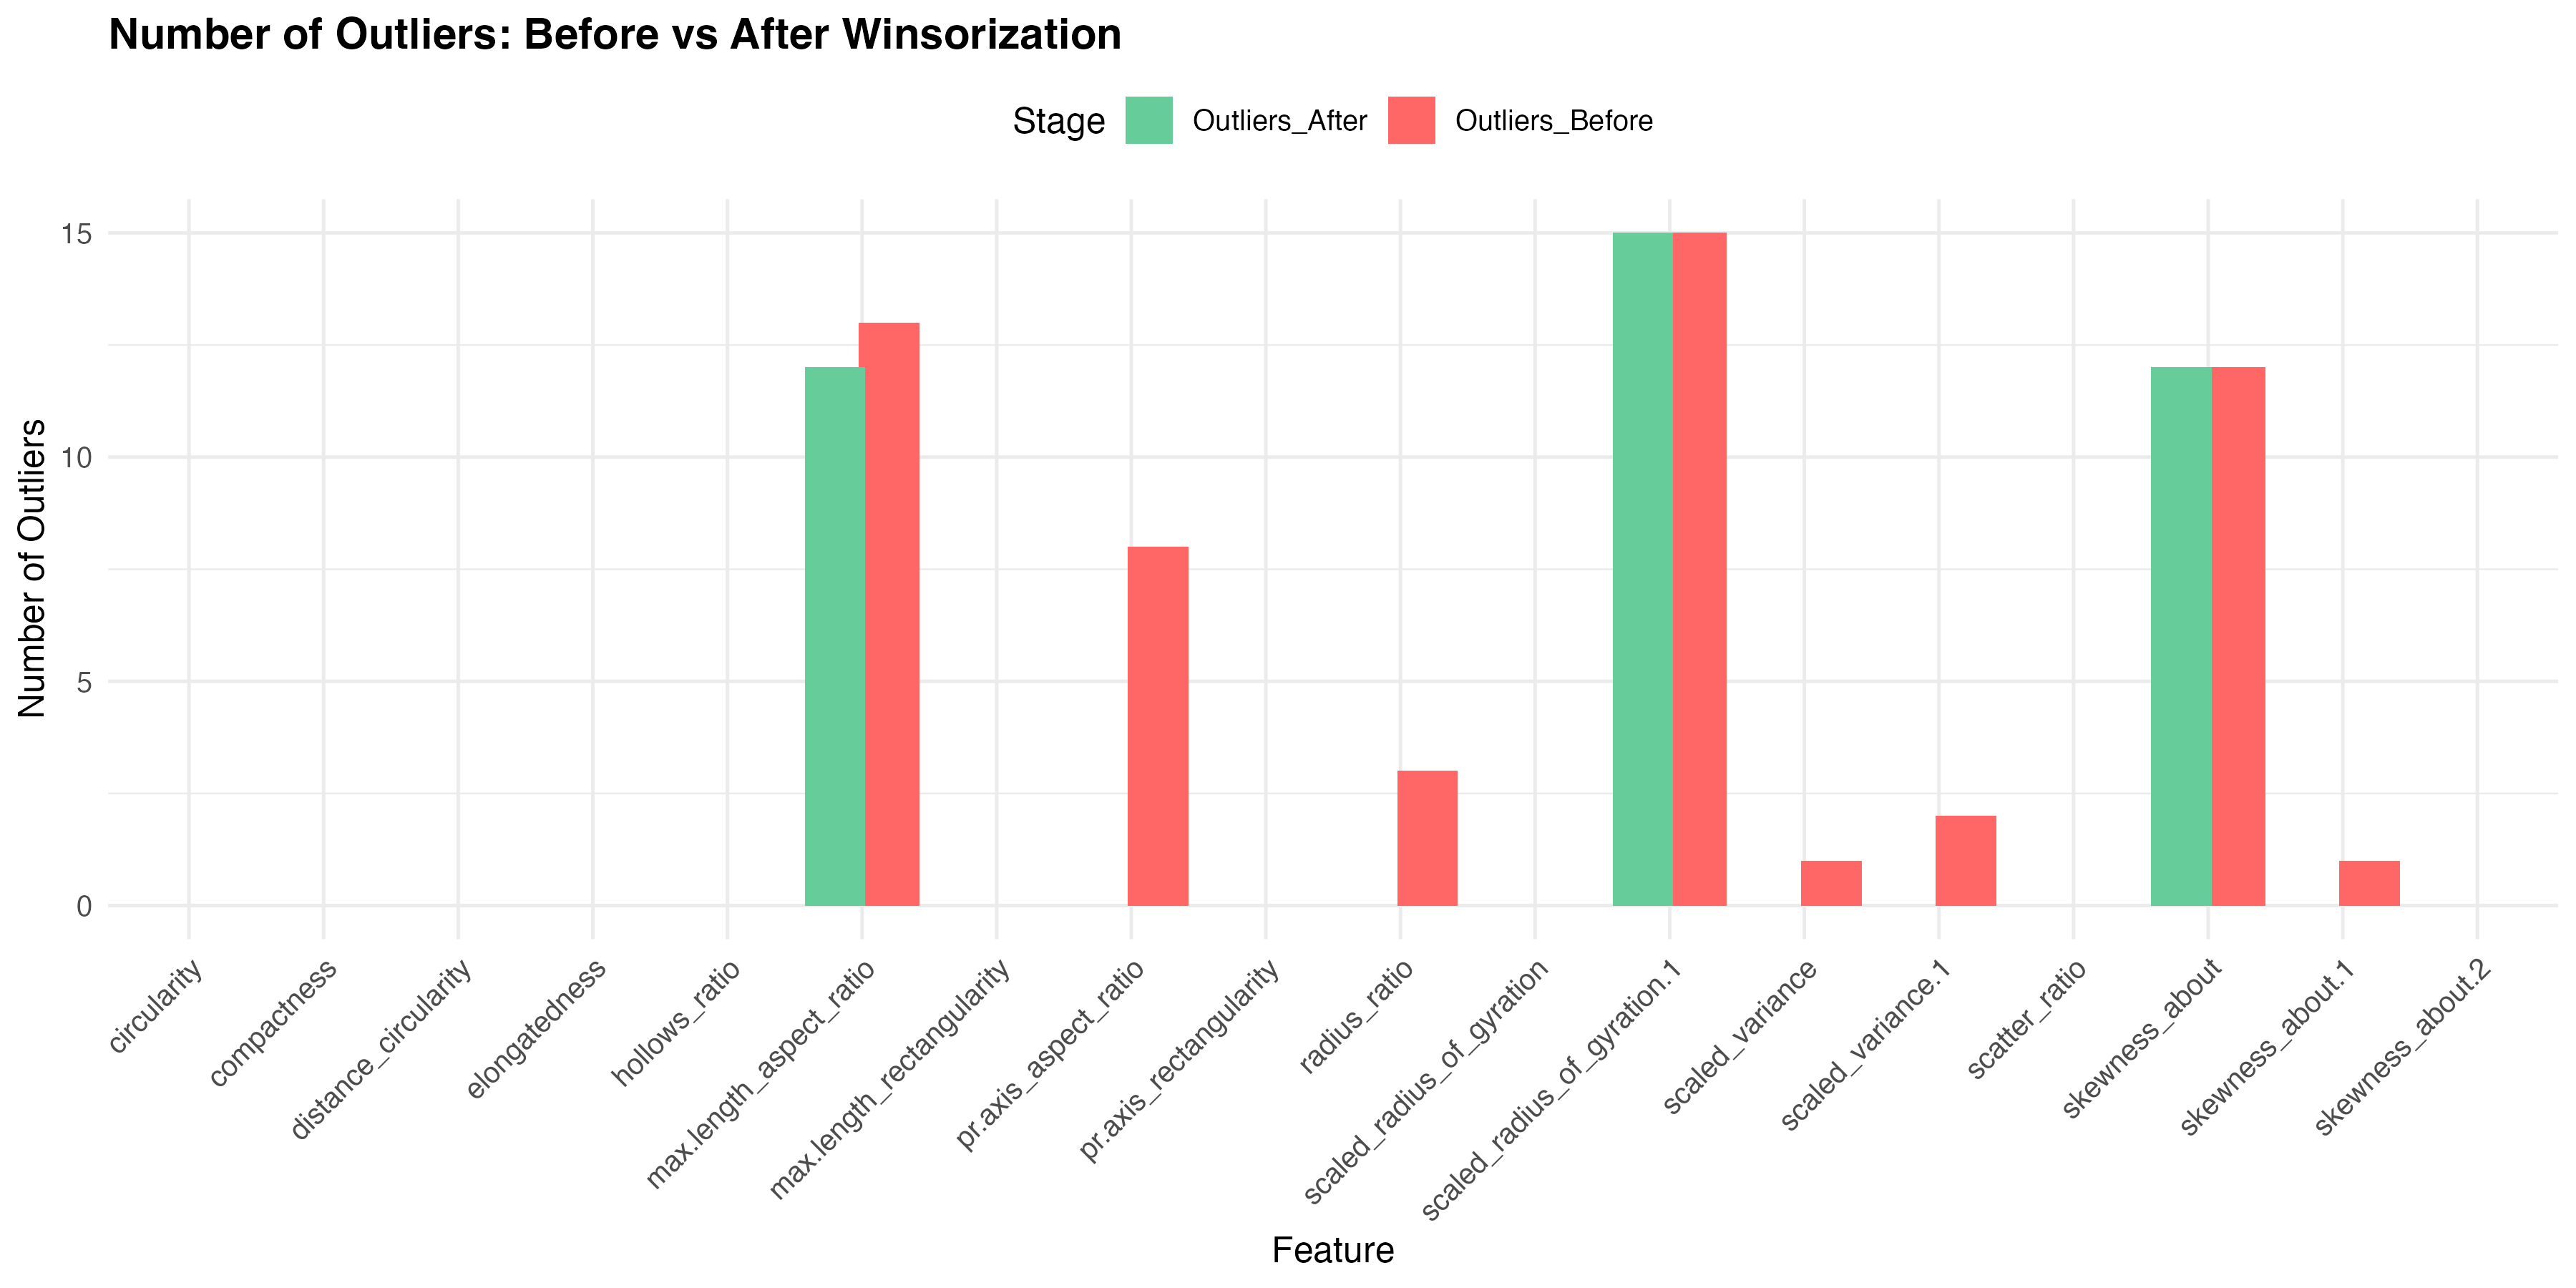 Number of Outliers: Before vs After Winsorization
Stage Outliers_After Outliers_Before
Number of Outliers
15
10
5
0
circularity
compactness
distance_circularity
elongatedness
hollows_ratio
max.length_aspect_ratio
max.length_rectangularity
pr.axis_aspect_ratio
pr.axis_rectangularity
radius_ratio
scaled_radius_of_gyration
scaled_radius_of_gyration.1
scaled_variance
scaled_variance.1
scatter_ratio
skewness_about
skewness_about.1
skewness_about.2
Feature